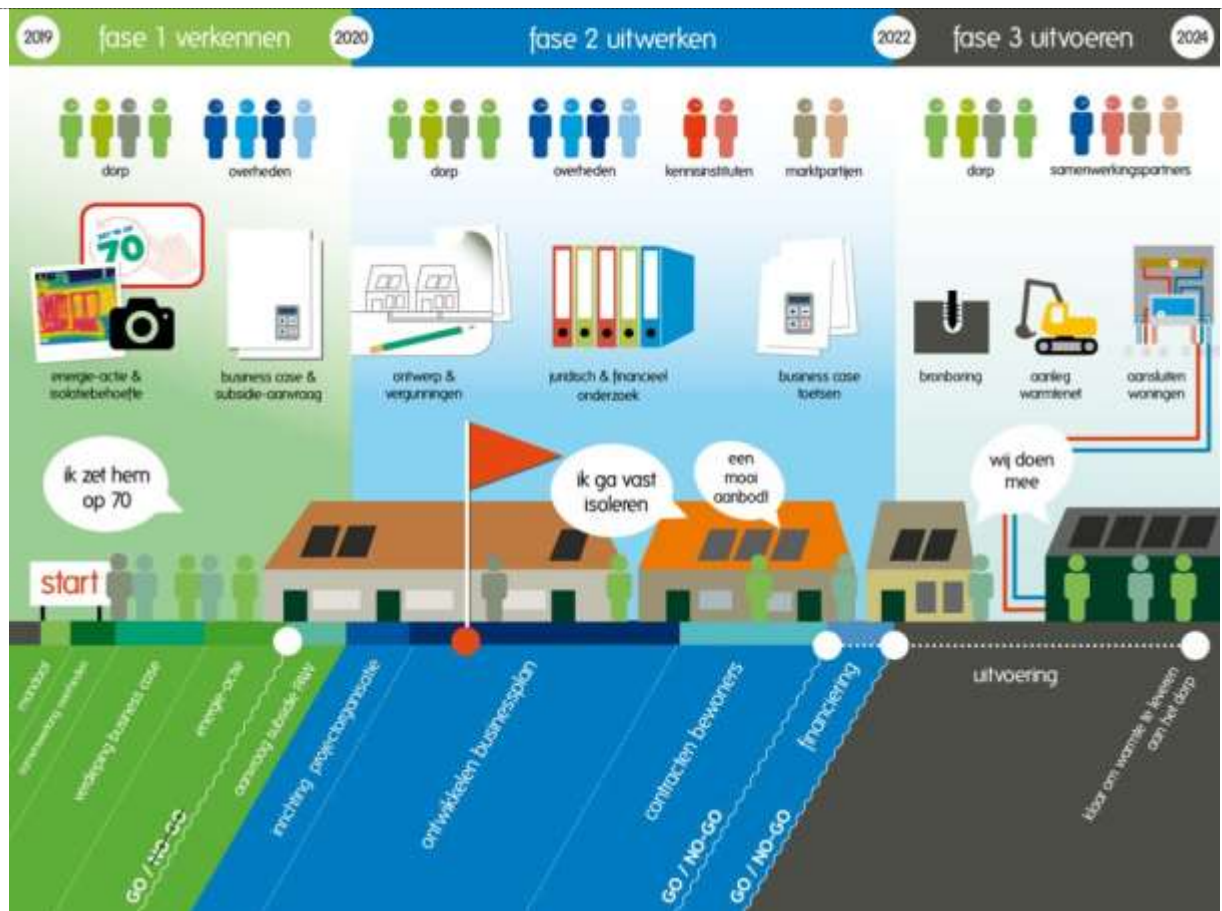 2019
fase 1 verkennen
2020
fase 2 uitwerken
2022
fase 3 uitvoeren
2024
dorp
overheden
dorp
overheden
kennisinstituten
marktpartijen
dorp
samenwerkingspartners
70
energie-actie &
isolatiebehoefte
business case &
subsidie-aanvraag
ontwerp &
vergunningen
juridisch & financieel
onderzoek
business case
toetsen
bronboring
aanleg
warmtenet
aansluiten
woningen
ik zet hem
op 70
ik ga vast
isoleren
een
mooi
aanbod!
wij doen
mee
start
mandaat
verdieping business case
energie-actie
GO / NO-GO
aanvraag subsidie PAW
inrichting projectorganisatie
ontwikkelen businessplan
contracten bewoners
GO / NO-GO
financiering
GO / NO-GO
uitvoering
klaar om warmte te leveren
aan het dorp